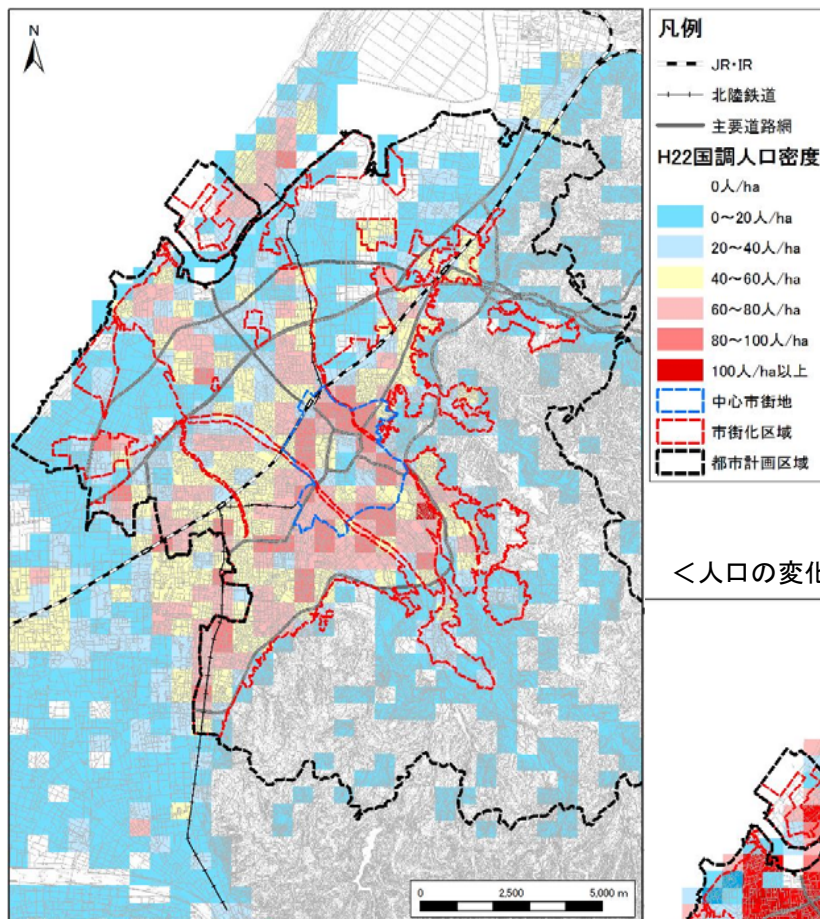 N
凡例
JR・IR
北陸鉄道
主要道路網
H22国調人口密度
0人/ha
0～20人/ha
20～40人/ha
40～60人/ha
60～80人/ha
80～100人/ha
100人/ha以上
中心市街地
市街化区域
都市計画区域
＜人口の変化
0 2,500 5,000 m